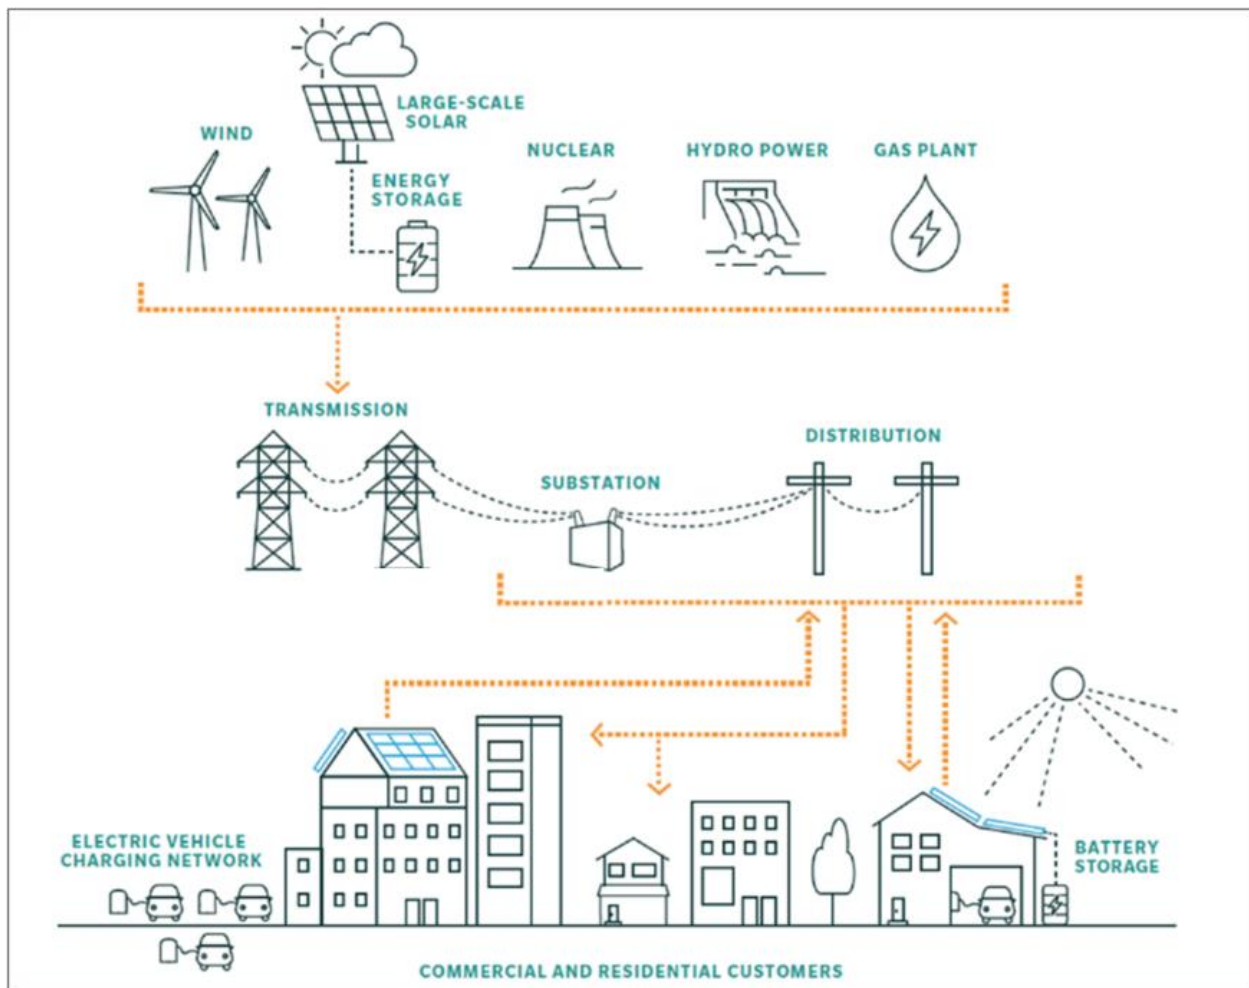 WIND
LARGE-SCALE
SOLAR
ENERGY
STORAGE
NUCLEAR
HYDRO POWER
GAS PLANT
TRANSMISSION
SUBSTATION
DISTRIBUTION
ELECTRIC VEHICLE
CHARGING NETWORK
BATTERY
STORAGE
COMMERCIAL AND RESIDENTIAL CUSTOMERS